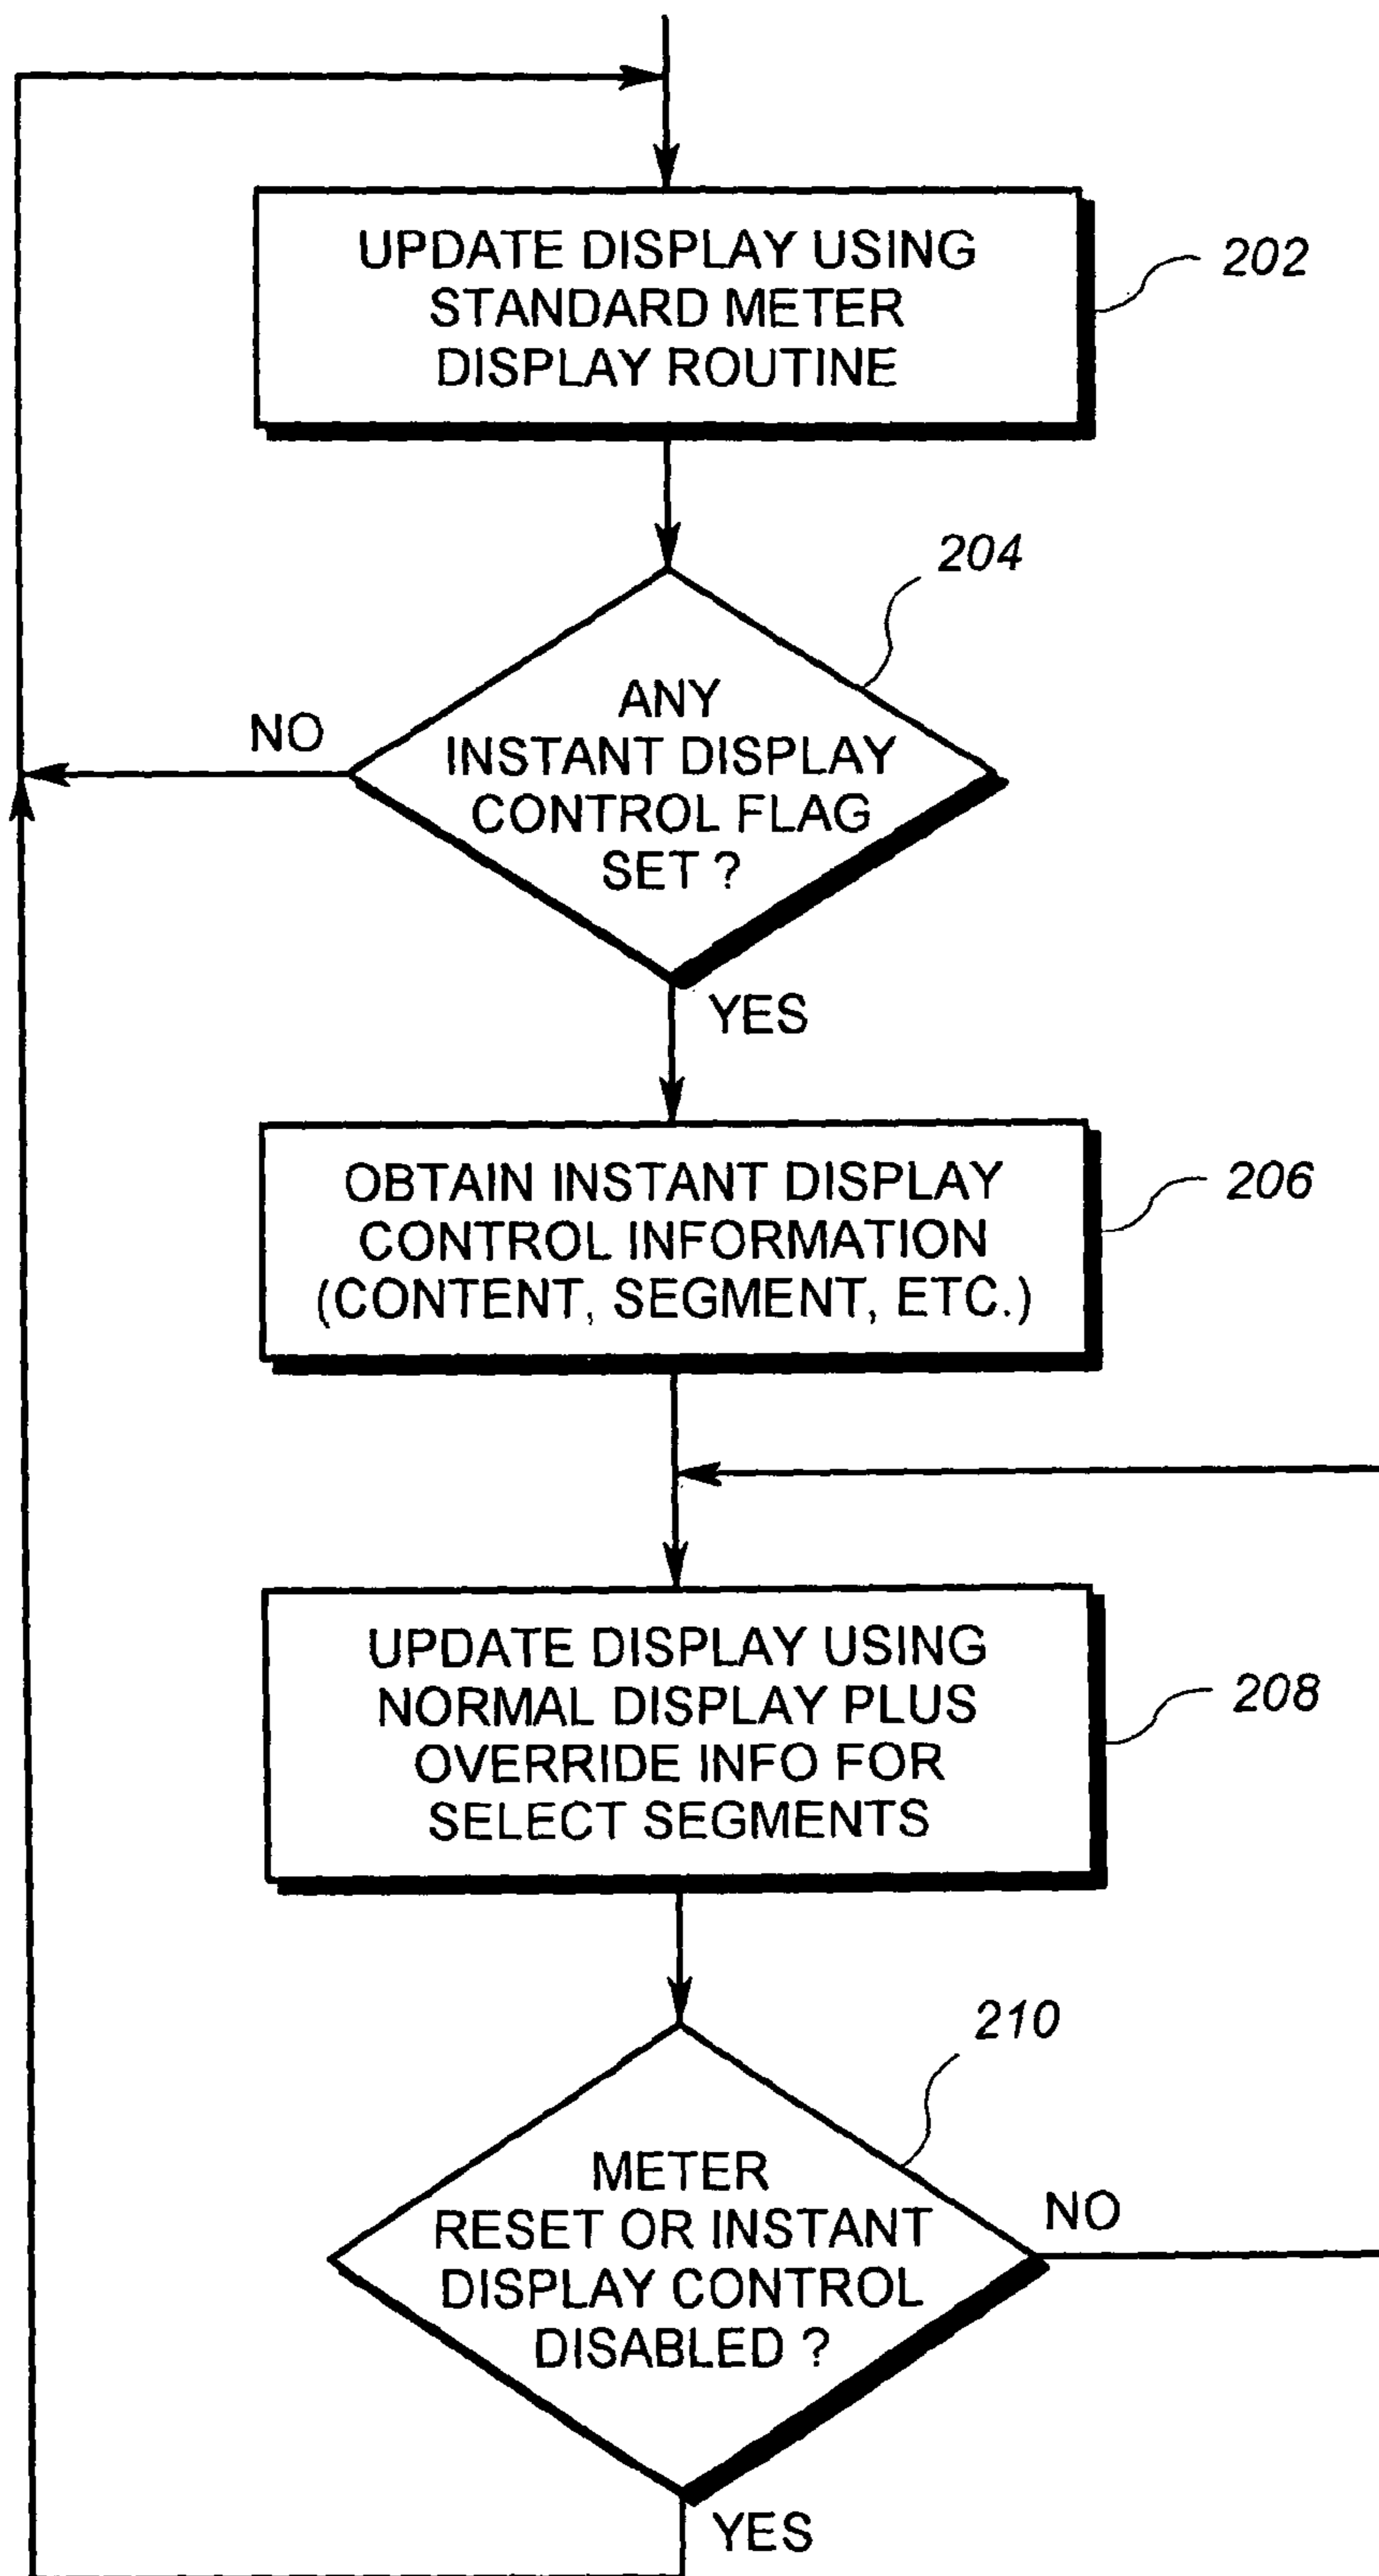 UPDATE DISPLAY USING
STANDARD METER
DISPLAY ROUTINE
202
204
ANY
INSTANT DISPLAY
CONTROL FLAG
SET ?
NO
YES
OBTAIN INSTANT DISPLAY
CONTROL INFORMATION
(CONTENT, SEGMENT, ETC.)
206
UPDATE DISPLAY USING
NORMAL DISPLAY PLUS
OVERRIDE INFO FOR
SELECT SEGMENTS
208
210
METER
RESET OR INSTANT
DISPLAY CONTROL
DISABLED ?
NO
YES